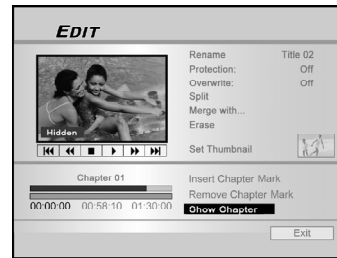 EDIT
Rename Title 02
Protection: Off
Overwrite: Off
Split
Merge with...
Erase
Hidden
Set Thumbnail
Chapter 01
00:00:00 00:58:10 01:30:00
Insert Chapter Mark
Remove Chapter Mark
Show Chapter
Exit